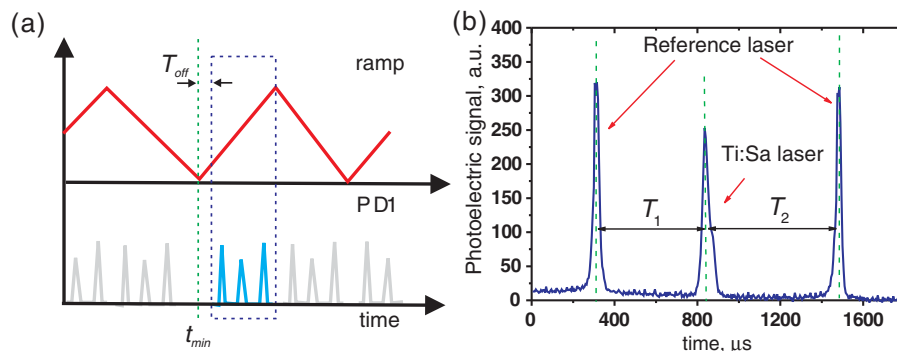 (a)
T_off
ramp
PD1
time
t_min
(b)
Photoelectric signal, a.u.
400
350
300
250
200
150
100
50
0
Reference laser
Ti:Sa laser
T_1
T_2
0
400
800
1200
1600
time, μs